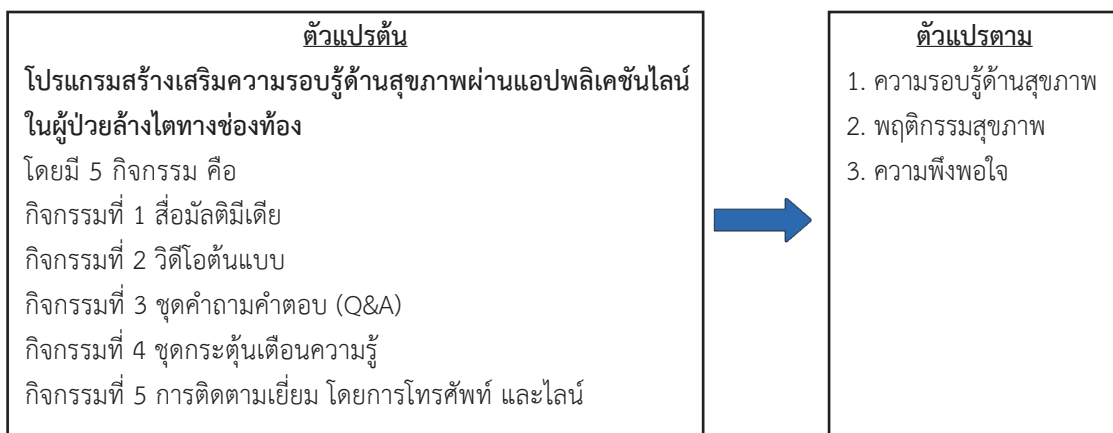 ตัวแปรต้น
โปรแกรมสร้างเสริมความรอบรู้ด้านสุขภาพผ่านแอปพลิเคชันไลน์
ในผู้ป่วยล้างไตทางช่องท้อง
โดยมี 5 กิจกรรม คือ
กิจกรรมที่ 1 สื่อมัลติมีเดีย
กิจกรรมที่ 2 วิดีโอต้นแบบ
กิจกรรมที่ 3 ชุดคำถามคำตอบ (Q&A)
กิจกรรมที่ 4 ชุดกระตุ้นเตือนความรู้
กิจกรรมที่ 5 การติดตามเยี่ยม โดยการโทรศัพท์ และไลน์
ตัวแปรตาม
1. ความรอบรู้ด้านสุขภาพ
2. พฤติกรรมสุขภาพ
3. ความพึงพอใจ